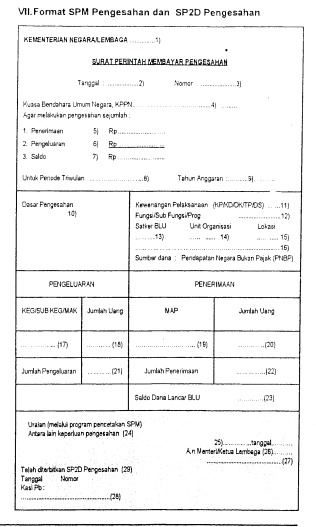 VII. Format SPM Pengesahan dan SP2D Pengesahan
KEMENTERIAN NEGARA/LEMBAGA ...........1)
SURAT PERINTAH MEMBAYAR PENGESAHAN
Tanggal : ...........2) Nomor : ...............3)
Kuasa Bendahara Umum Negara, KPPN..........................4) ........
Agar melakukan pengesahan sejumlah :
1. Penerimaan 5) Rp...................
2. Pengeluaran 6) Rp...................
3. Saldo 7) Rp...................
Untuk Periode Triwulan ...................8) Tahun Anggaran : .........9)..........
Dasar Pengesahan
10)
Kewenangan Pelaksanaan (KP/KD/DK/TP/DS) ......11)
Fungsi/Sub Fungsi/Prog ...................12)
Satker BLU Unit Organisasi Lokasi
........13) ...... ....... 14) ......... 15)
........................................ 16)
Sumber dana : Pendapatan Negara Bukan Pajak (PNBP)
PENGELUARAN PENERIMAAN
KEG/SUB KEG/MAK Jumlah Uang MAP Jumlah Uang
............... (17) .......... (18) .................... (19) ..............(20)
Jumlah Pengeluaran ..........(21) Jumlah Penerimaan ..............(22)
Saldo Dana Lancar BLU .............(23)
Uraian (melalui program pencetakan SPM)
Antara lain keperluan pengesahan (24)
25)..............tanggal............
A.n Menteri/Ketua Lembaga (26)..........
............................(27)
Telah diterbitkan SP2D Pengesahan (29)
Tanggal Nomor
Kasi Pb :
..............................(28)